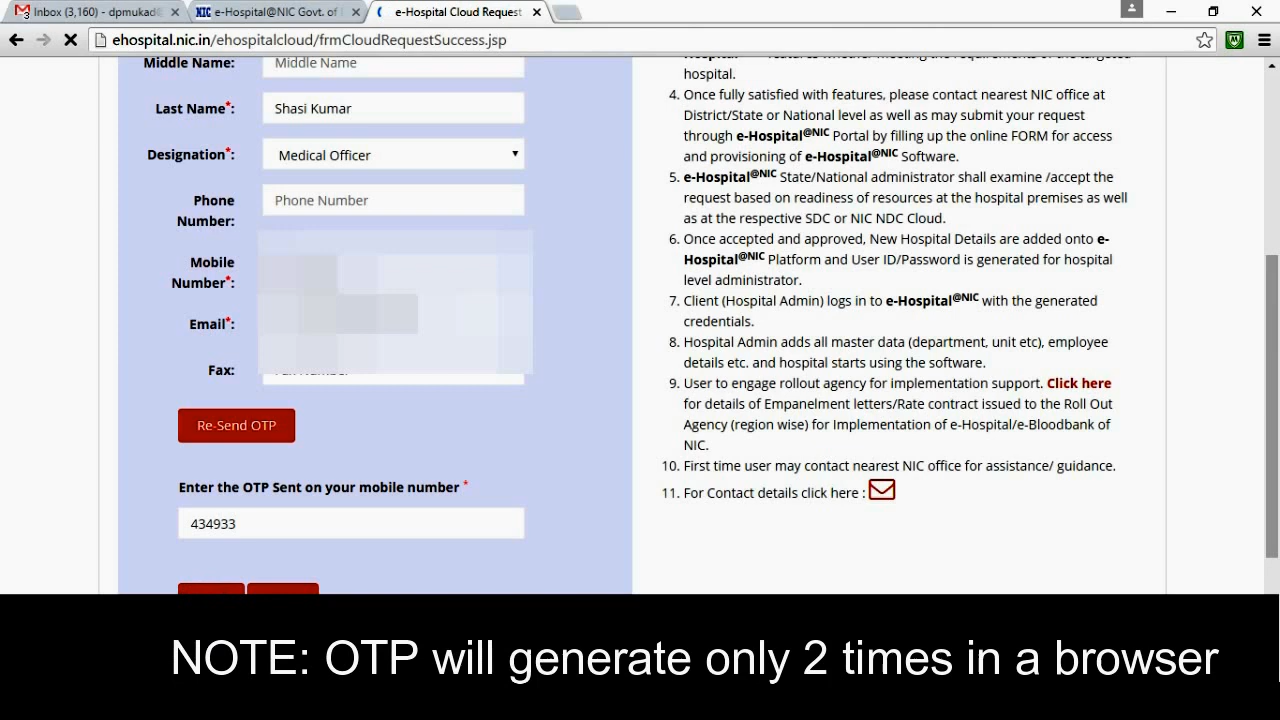 Inbox (3,160) - dpmukad
e-Hospital@NIC Govt. of
e-Hospital Cloud Request
ehospital.nic.in/ehospitalcloud/frmCloudRequestSuccess.jsp
Middle Name:
Middle Name
Last Name*:
Shasi Kumar
Designation*:
Medical Officer
Phone
Number:
Phone Number
Mobile
Number*:
Email*:
Fax:
Re-Send OTP
Enter the OTP Sent on your mobile number *
434933
hospital.
4. Once fully satisfied with features, please contact nearest NIC office at
District/State or National level as well as may submit your request
through e-Hospital@NIC Portal by filling up the online FORM for access
and provisioning of e-Hospital@NIC Software.
5. e-Hospital@NIC State/National administrator shall examine /accept the
request based on readiness of resources at the hospital premises as well
as at the respective SDC or NIC NDC Cloud.
6. Once accepted and approved, New Hospital Details are added onto e-
Hospital@NIC Platform and User ID/Password is generated for hospital
level administrator.
7. Client (Hospital Admin) logs in to e-Hospital@NIC with the generated
credentials.
8. Hospital Admin adds all master data (department, unit etc), employee
details etc. and hospital starts using the software.
9. User to engage rollout agency for implementation support. Click here
for details of Empanelment letters/Rate contract issued to the Roll Out
Agency (region wise) for Implementation of e-Hospital/e-Bloodbank of
NIC.
10. First time user may contact nearest NIC office for assistance/ guidance.
11. For Contact details click here :
NOTE: OTP will generate only 2 times in a browser